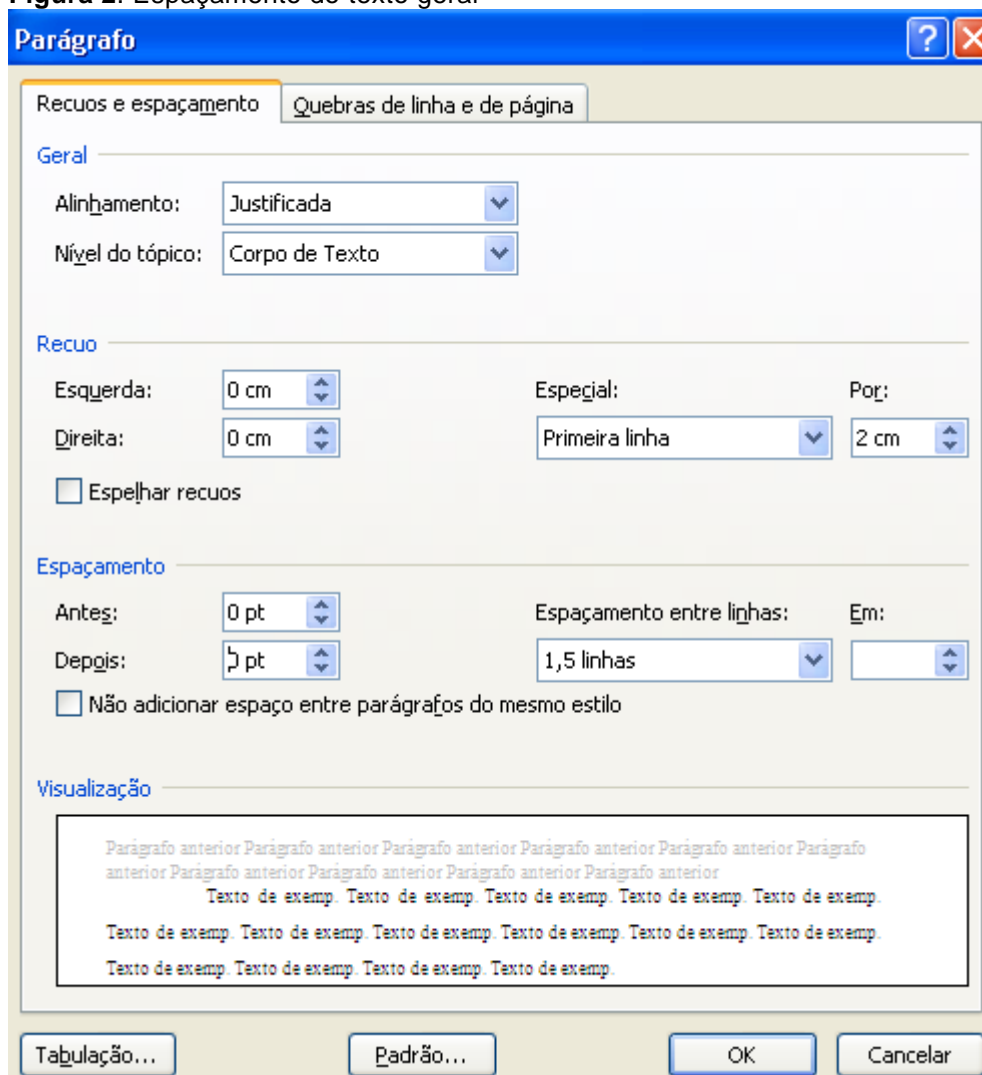 Figura 2. Espaçamento do texto geral
Parágrafo
Recuos e espaçamento Quebras de linha e de página
Geral
Alinhamento: Justificada
Nível do tópico: Corpo de Texto
Recuo
Esquerda: 0 cm Especial: Por:
Direita: 0 cm Primeira linha 2 cm
Espelhar recuos
Espaçamento
Antes: 0 pt Espaçamento entre linhas: Em:
Depois: pt 1,5 linhas
Não adicionar espaço entre parágrafos do mesmo estilo
Visualização
Parágrafo anterior Parágrafo anterior Parágrafo anterior Parágrafo anterior Parágrafo anterior Parágrafo
anterior Parágrafo anterior Parágrafo anterior Parágrafo anterior Parágrafo anterior
Texto de exemp. Texto de exemp. Texto de exemp. Texto de exemp. Texto de exemp.
Texto de exemp. Texto de exemp. Texto de exemp. Texto de exemp. Texto de exemp. Texto de exemp.
Texto de exemp. Texto de exemp. Texto de exemp. Texto de exemp.
Tabulação... Padrão... OK Cancelar